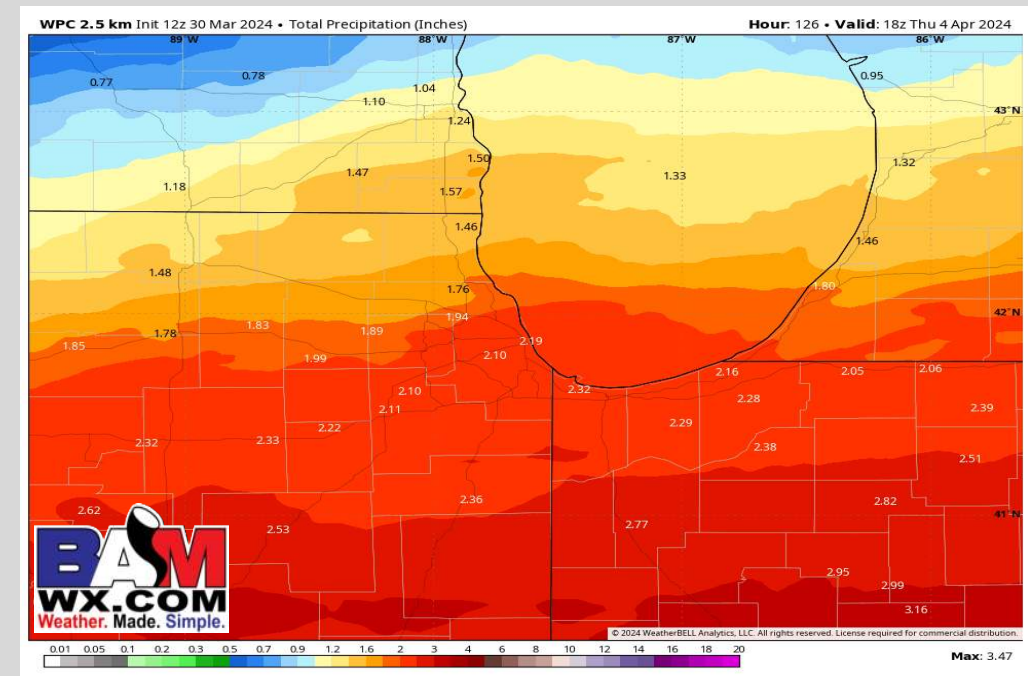 WPC 2.5 km Init 12z 30 Mar 2024 • Total Precipitation (Inches)
Hour: 126 • Valid: 18z Thu 4 Apr 2024
89°W 88°W 87°W 86°W
0.77 0.78 1.04 0.95
1.10
43°N
1.24
1.50
1.47 1.33 1.32
1.18 1.57
1.46 1.46
1.48
1.76 1.80
1.94 42°N
1.78 1.83 1.89
1.85 2.19
1.99 2.10
2.16 2.05 2.06
2.10 2.32
2.28
2.11 2.39
2.22 2.29
2.32 2.33 2.38
2.51
2.36 2.82
2.62 41°N
2.53 2.77
2.95
2.99
3.16
BAM
WX.COM
Weather. Made. Simple.
© 2024 WeatherBELL Analytics, LLC. All rights reserved. License required for commercial distribution.
0.01 0.05 0.1 0.2 0.3 0.5 0.7 0.9 1.2 1.6 2 3 4 6 8 10 12 14 16 18 20
Max: 3.47